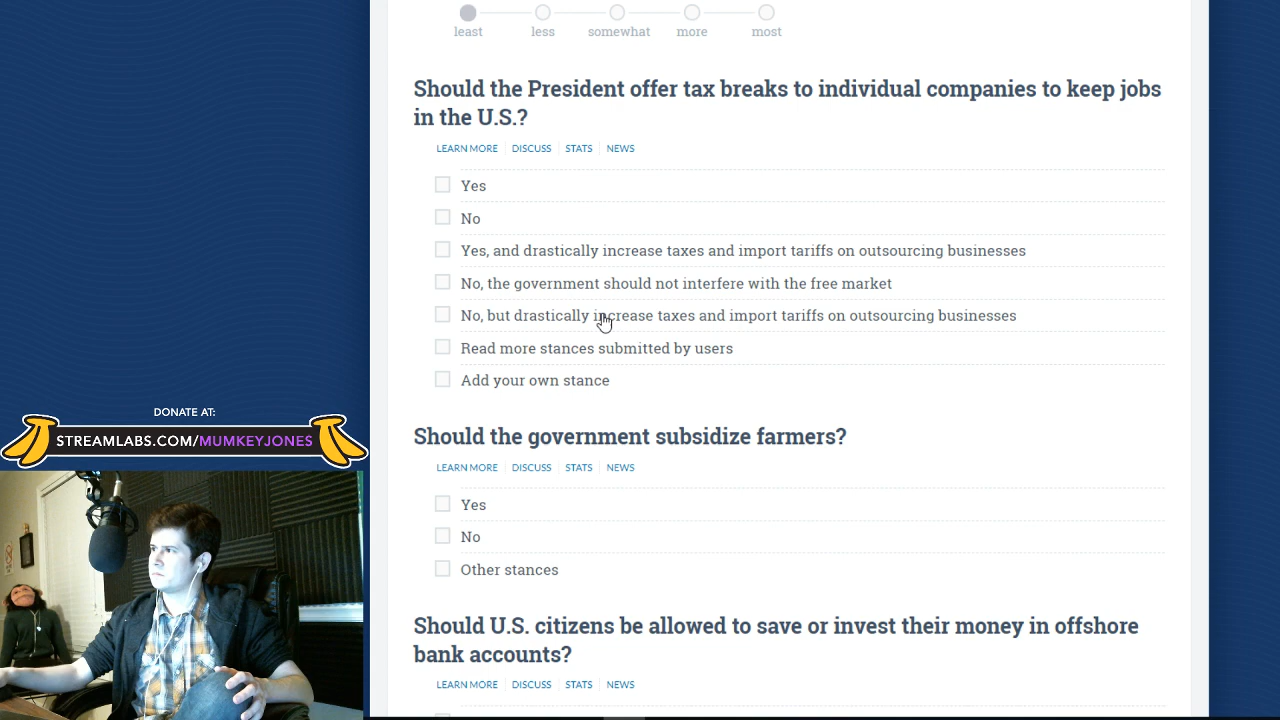 least less somewhat more most
Should the President offer tax breaks to individual companies to keep jobs
in the U.S.?
LEARN MORE DISCUSS STATS NEWS
Yes
No
Yes, and drastically increase taxes and import tariffs on outsourcing businesses
No, the government should not interfere with the free market
No, but drastically increase taxes and import tariffs on outsourcing businesses
Read more stances submitted by users
Add your own stance
Should the government subsidize farmers?
LEARN MORE DISCUSS STATS NEWS
Yes
No
Other stances
Should U.S. citizens be allowed to save or invest their money in offshore
bank accounts?
LEARN MORE DISCUSS STATS NEWS
DONATE AT:
STREAMLABS.COM/MUMKEYJONES